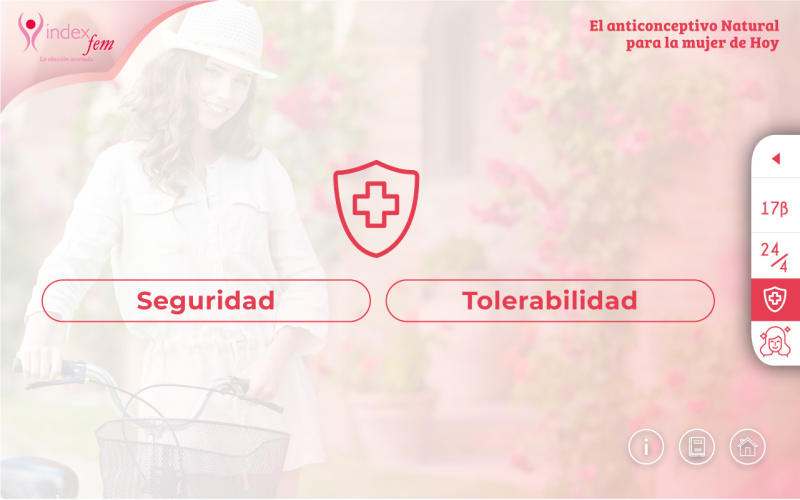 index
fem
La elección acertada
El anticonceptivo Natural
para la mujer de Hoy
17β
24/4
Seguridad
Tolerabilidad
i